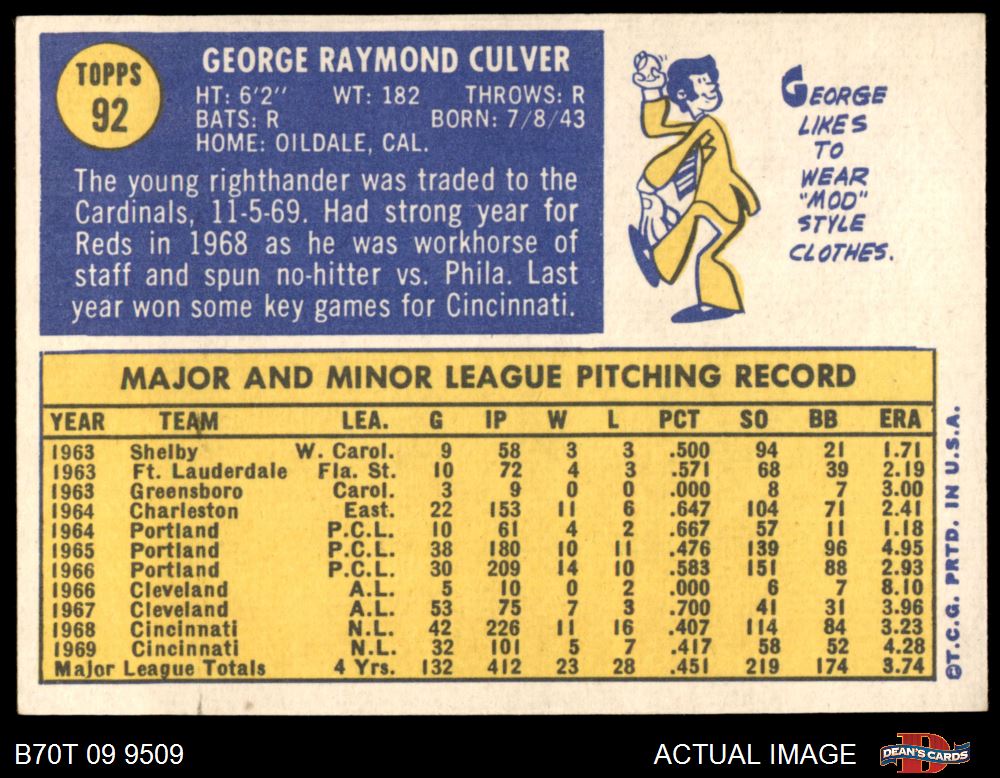 TOPPS
92
GEORGE RAYMOND CULVER
HT: 6'2'' WT: 182 THROWS: R
BATS: R BORN: 7/8/43
HOME: OILDALE, CAL.
The young righthander was traded to the
Cardinals, 11-5-69. Had strong year for
Reds in 1968 as he was workhorse of
staff and spun no-hitter vs. Phila. Last
year won some key games for Cincinnati.
GEORGE
LIKES
TO
WEAR
"MOD"
STYLE
CLOTHES.
MAJOR AND MINOR LEAGUE PITCHING RECORD
YEAR TEAM LEA. G IP W L PCT SO BB ERA
1963 Shelby W. Carol. 9 58 3 3 .500 94 21 1.71
1963 Ft. Lauderdale Fla. St. 10 72 4 3 .571 68 39 2.19
1963 Greensboro Carol. 3 9 0 0 .000 8 7 3.00
1964 Charleston East. 22 153 11 6 .647 104 71 2.41
1964 Portland P.C.L. 10 61 4 2 .667 57 11 1.18
1965 Portland P.C.L. 38 180 10 11 .476 139 96 4.95
1966 Portland P.C.L. 30 209 14 10 .583 151 88 2.93
1966 Cleveland A.L. 5 10 0 2 .000 6 7 8.10
1967 Cleveland A.L. 53 75 7 3 .700 41 31 3.96
1968 Cincinnati N.L. 42 226 11 16 .407 114 84 3.23
1969 Cincinnati N.L. 32 101 5 7 .417 58 52 4.28
Major League Totals 4 Yrs. 132 412 23 28 .451 219 174 3.74
©T.C.G. PRTD. IN U.S.A.
B70T 09 9509 ACTUAL IMAGE
DEAN'S CARDS